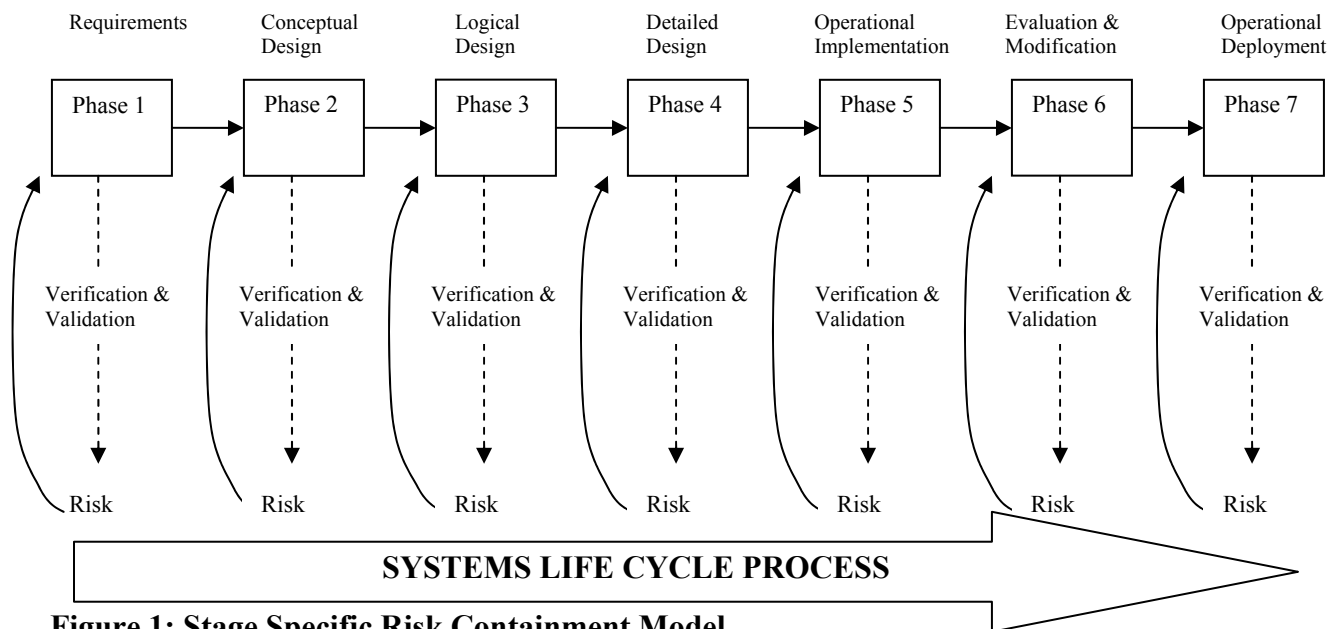 Requirements
Conceptual
Design
Logical
Design
Detailed
Design
Operational
Implementation
Evaluation &
Modification
Operational
Deployment
Phase 1
Phase 2
Phase 3
Phase 4
Phase 5
Phase 6
Phase 7
Verification &
Validation
Verification &
Validation
Verification &
Validation
Verification &
Validation
Verification &
Validation
Verification &
Validation
Verification &
Validation
Risk
Risk
Risk
Risk
Risk
Risk
Risk
SYSTEMS LIFE CYCLE PROCESS
Figure 1: Stage Specific Risk Containment Model